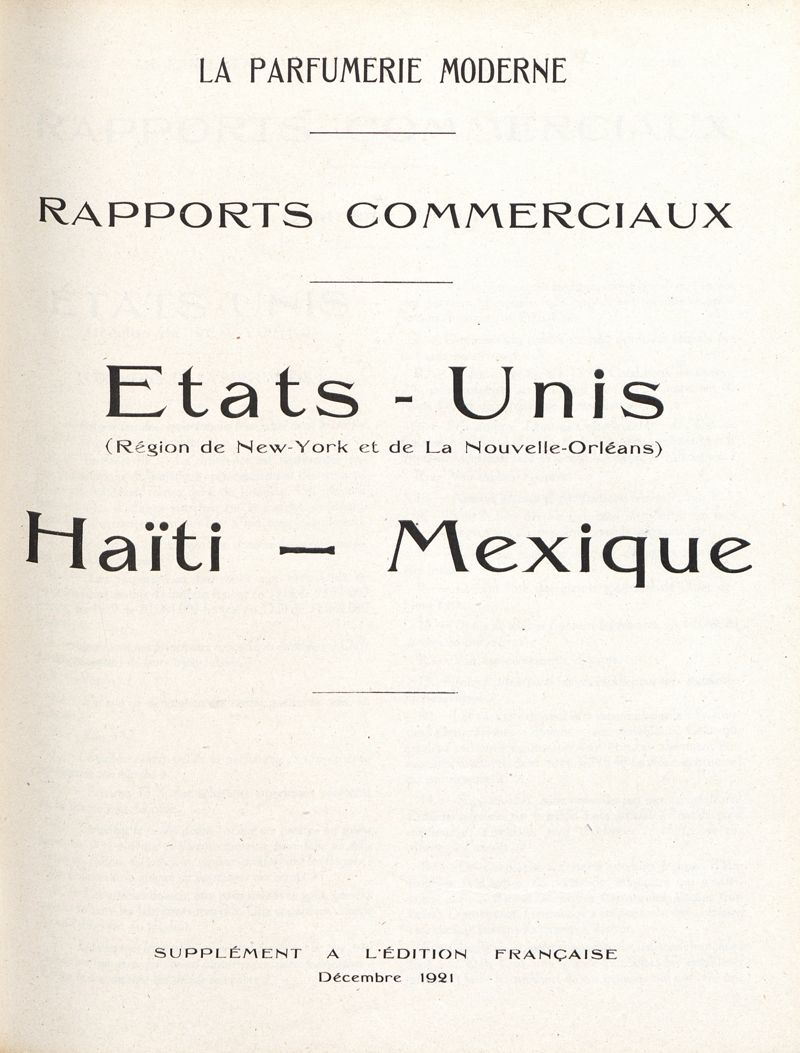 LA PARFUMERIE MODERNE
RAPPORTS COMMERCIAUX
Etats - Unis
(Région de New-York et de La Nouvelle-Orléans)
Haïti — Mexique
SUPPLÉMENT A L'ÉDITION FRANÇAISE
Décembre 1921